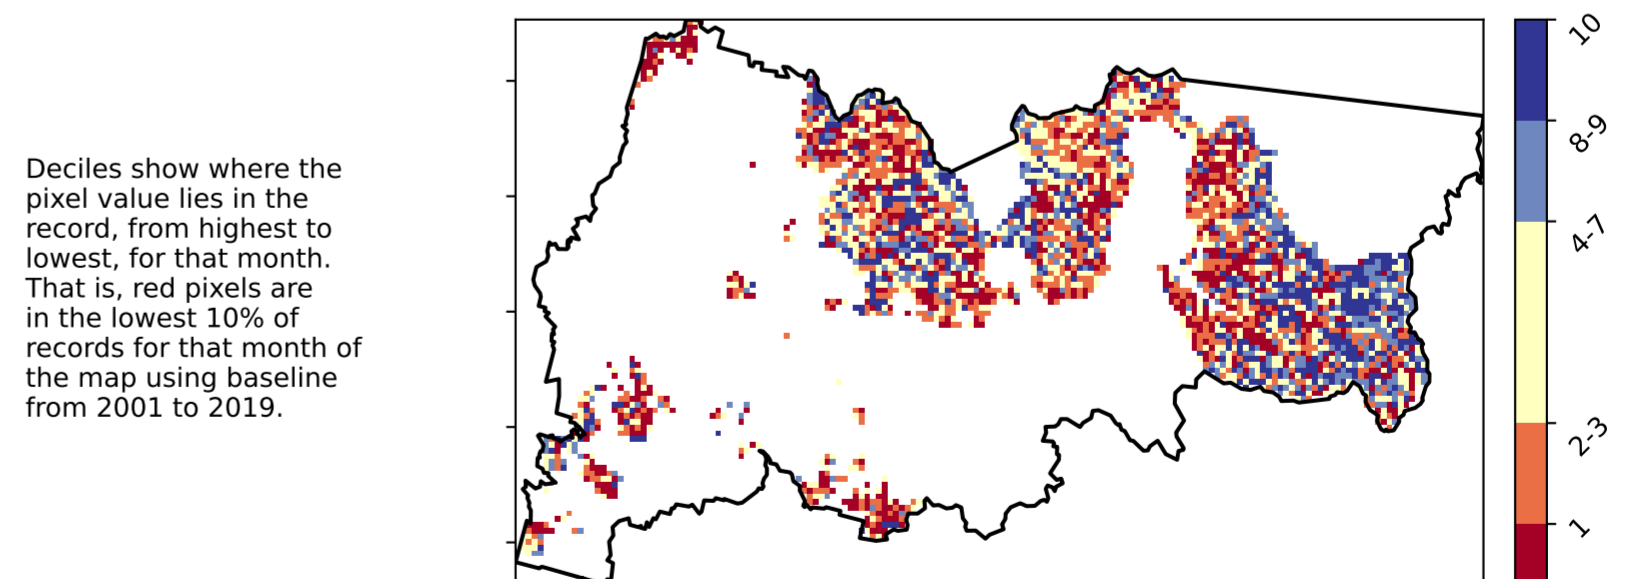 Deciles show where the
pixel value lies in the
record, from highest to
lowest, for that month.
That is, red pixels are
in the lowest 10% of
records for that month of
the map using baseline
from 2001 to 2019.
10
8-9
4-7
2-3
1